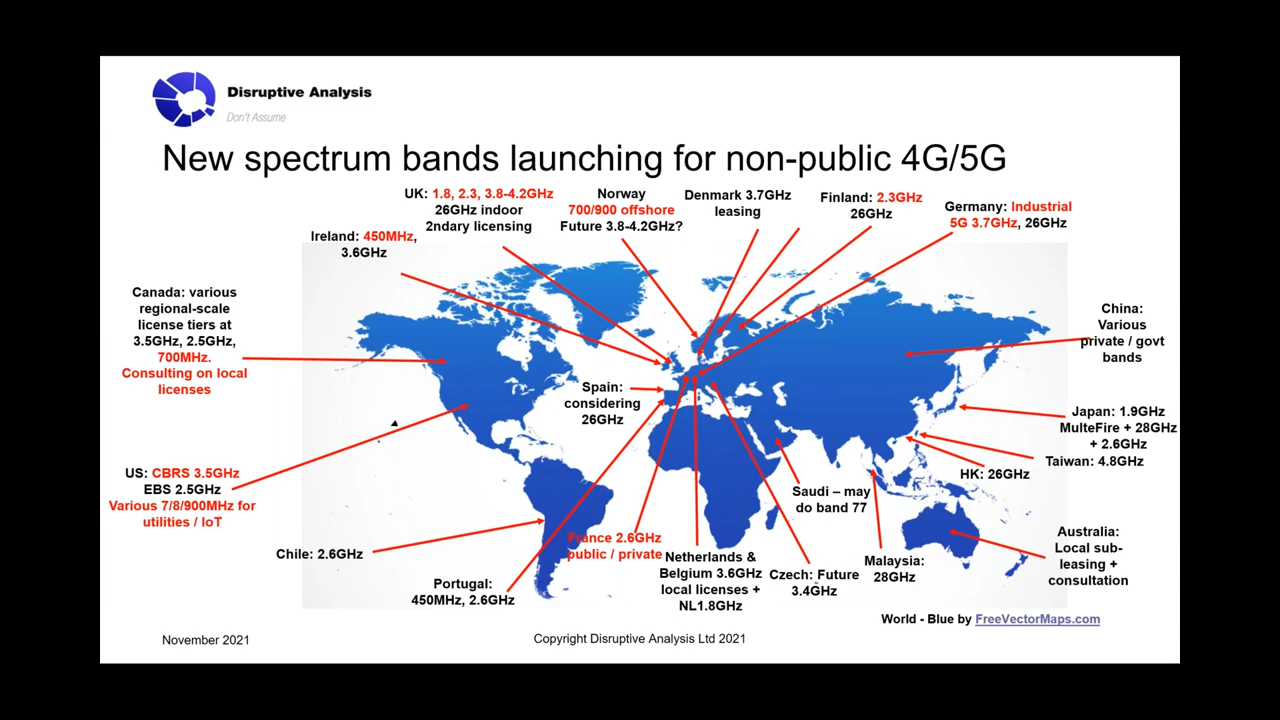 Disruptive Analysis
Don't Assume
New spectrum bands launching for non-public 4G/5G
UK: 1.8, 2.3, 3.8-4.2GHz
26GHz indoor
2ndary licensing
Norway
700/900 offshore
Future 3.8-4.2GHz?
Denmark 3.7GHz
leasing
Finland: 2.3GHz
26GHz
Germany: Industrial
5G 3.7GHz, 26GHz
Ireland: 450MHz,
3.6GHz
Canada: various
regional-scale
license tiers at
3.5GHz, 2.5GHz,
700MHz.
Consulting on local
licenses
China:
Various
private / govt
bands
Spain:
considering
26GHz
Japan: 1.9GHz
MulteFire + 28GHz
+ 2.6GHz
Taiwan: 4.8GHz
HK: 26GHz
US: CBRS 3.5GHz
EBS 2.5GHz
Various 7/8/900MHz for
utilities / IoT
Saudi – may
do band 77
Chile: 2.6GHz
France 2.6GHz
public / private
Australia:
Local sub-
leasing +
consultation
Portugal:
450MHz, 2.6GHz
Netherlands &
Belgium 3.6GHz
local licenses +
NL1.8GHz
Czech: Future
3.4GHz
Malaysia:
28GHz
World - Blue by FreeVectorMaps.com
November 2021
Copyright Disruptive Analysis Ltd 2021